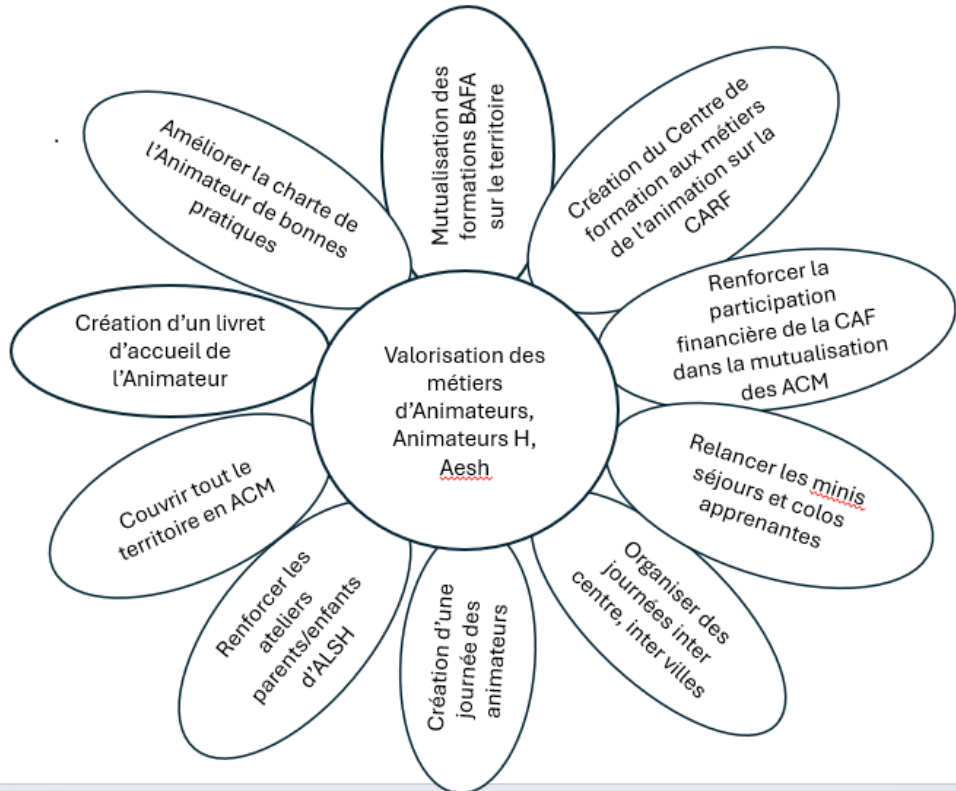 Mutualisation des
formations BAFA
sur le territoire
Création du Centre de
formation aux métiers
de l’animation sur la
CARF
Renforcer la
participation
financière de la CAF
dans la mutualisation
des ACM
Relancer les minis
séjours et colos
apprenantes
Organiser des
journées inter
centre, inter villes
Création d’une
journée des
animateurs
Renforcer les
ateliers
parents/enfants
d’ALSH
Couvrir tout le
territoire en ACM
Création d’un livret
d’accueil de
l’Animateur
Améliorer la charte de
l’Animateur de bonnes
pratiques
Valorisation des
métiers
d’Animateurs,
Animateurs H,
Aesh